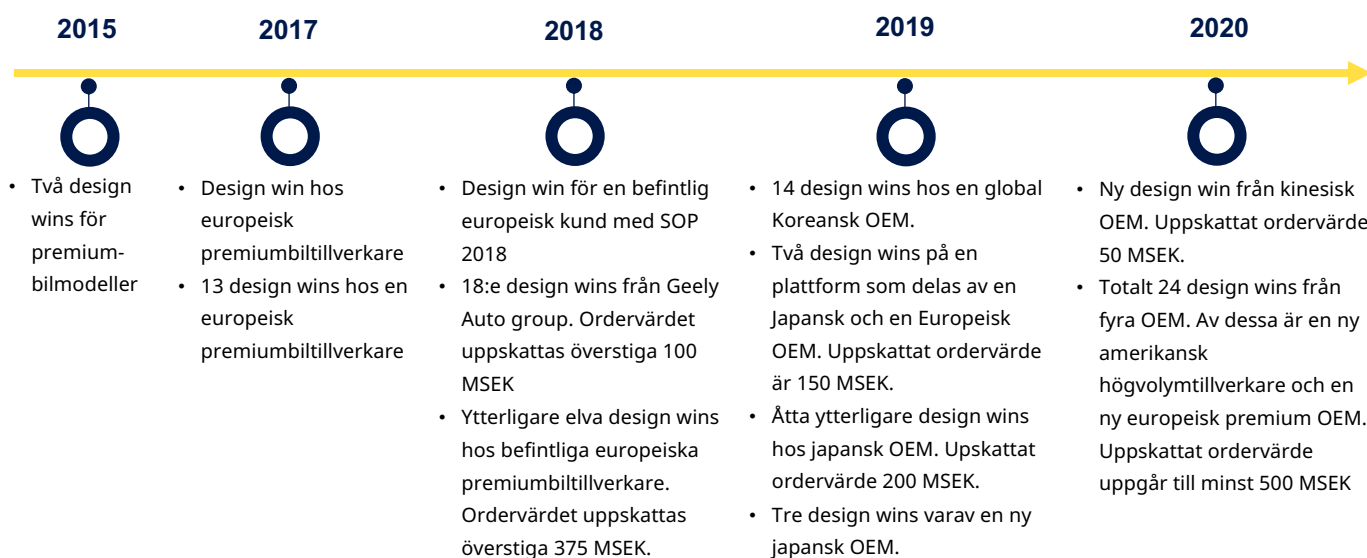 2015
• Två design
wins för
premium-
bilmodeller
2017
• Design win hos
europeisk
premiumbiltillverkare
• 13 design wins hos en
europeisk
premiumbiltillverkare
2018
• Design win för en befintlig
europeisk kund med SOP
2018
• 18:e design wins från Geely
Auto group. Ordervärdet
uppskattas överstiga 100
MSEK
• Ytterligare elva design wins
hos befintliga europeiska
premiumbiltillverkare.
Ordervärdet uppskattas
överstiga 375 MSEK.
2019
• 14 design wins hos en global
Koreansk OEM.
• Två design wins på en
plattform som delas av en
Japansk och en Europeisk
OEM. Uppskattat ordervärde
är 150 MSEK.
• Åtta ytterligare design wins
hos japansk OEM. Upskattat
ordervärde 200 MSEK.
• Tre design wins varav en ny
japansk OEM.
2020
• Ny design win från kinesisk
OEM. Uppskattat ordervärde
50 MSEK.
• Totalt 24 design wins från
fyra OEM. Av dessa är en ny
amerikansk
högvolymtillverkare och en
ny europeisk premium OEM.
Uppskattat ordervärde
uppgår till minst 500 MSEK